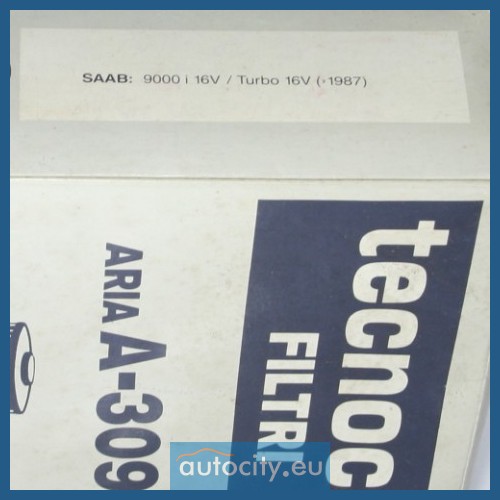 SAAB: 9000 i 16V / Turbo 16V (·1987)
tecnoc
FILTRI
ARIA A-309
autocity.eu